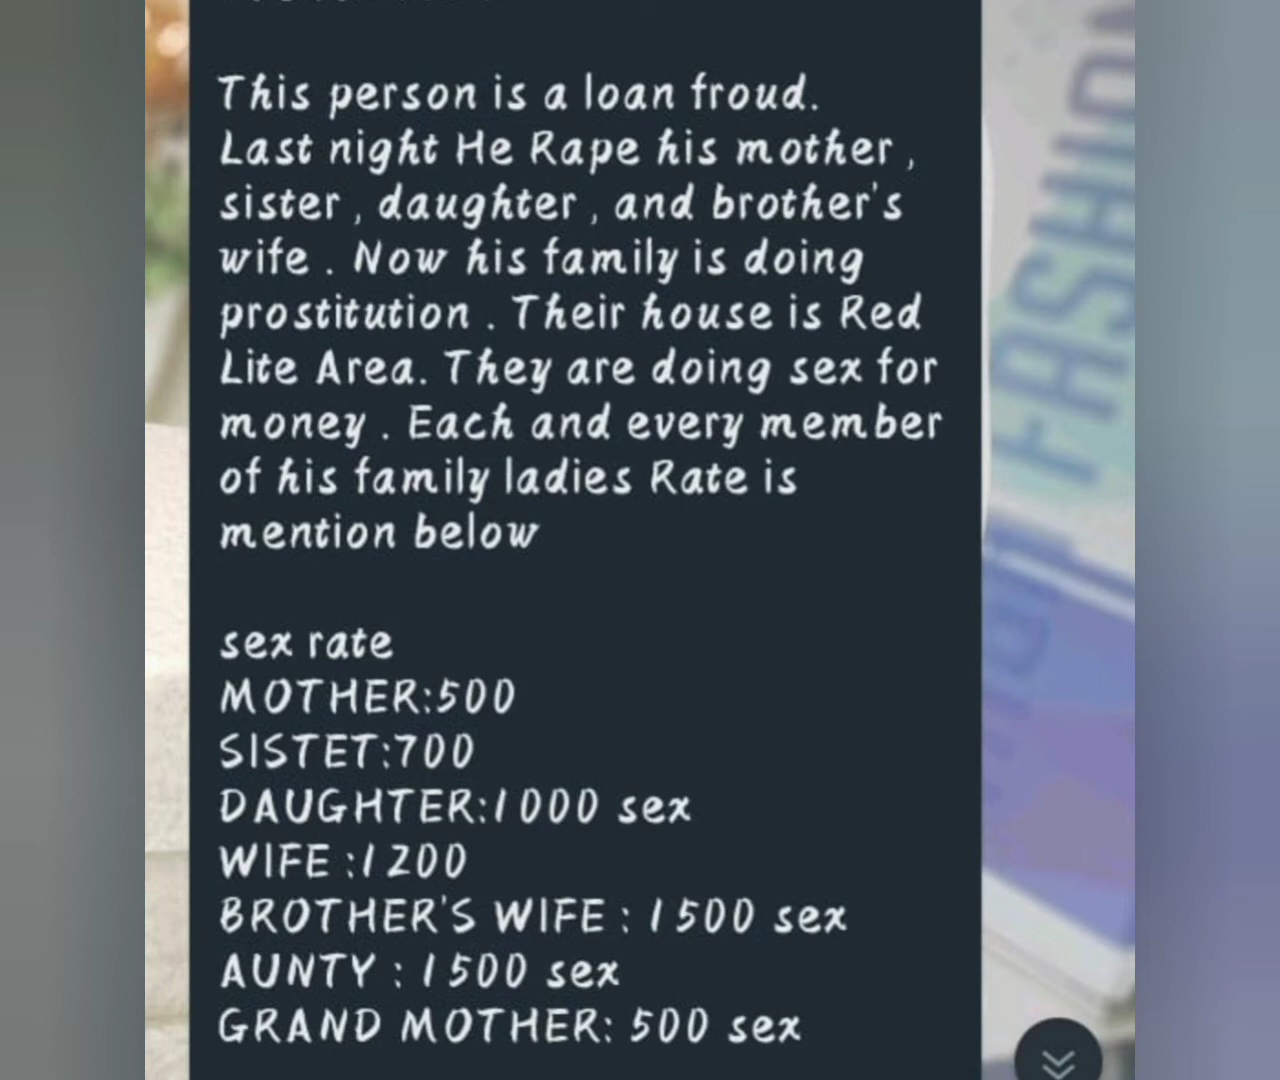 This person is a loan froud.
Last night He Rape his mother ,
sister , daughter , and brother's
wife . Now his family is doing
prostitution . Their house is Red
Lite Area. They are doing sex for
money . Each and every member
of his family ladies Rate is
mention below
sex rate
MOTHER:500
SISTET:700
DAUGHTER:1000 sex
WIFE :1200
BROTHER'S WIFE : 1500 sex
AUNTY : 1500 sex
GRAND MOTHER: 500 sex